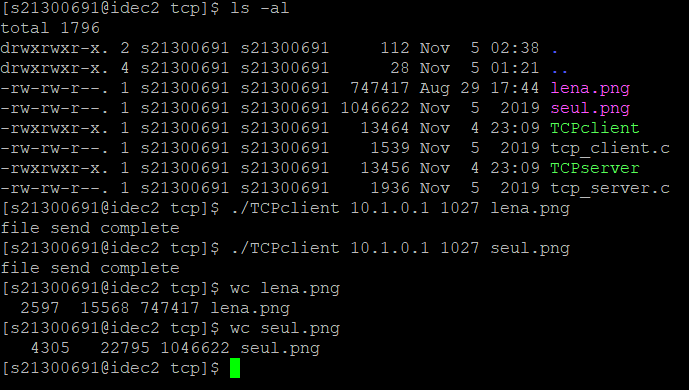 [s21300691@idec2 tcp]$ ls -al
total 1796
drwxrwxr-x. 2 s21300691 s21300691     112 Nov  5 02:38 .
drwxrwxr-x. 4 s21300691 s21300691      28 Nov  5 01:21 ..
-rw-rw-r--. 1 s21300691 s21300691  747417 Aug 29 17:44 lena.png
-rw-rw-r--. 1 s21300691 s21300691 1046622 Nov  5  2019 seul.png
-rwxrwxr-x. 1 s21300691 s21300691   13464 Nov  4 23:09 TCPclient
-rw-rw-r--. 1 s21300691 s21300691    1539 Nov  5  2019 tcp_client.c
-rwxrwxr-x. 1 s21300691 s21300691   13456 Nov  4 23:09 TCPserver
-rw-rw-r--. 1 s21300691 s21300691    1936 Nov  5  2019 tcp_server.c
[s21300691@idec2 tcp]$ ./TCPclient 10.1.0.1 1027 lena.png
file send complete
[s21300691@idec2 tcp]$ ./TCPclient 10.1.0.1 1027 seul.png
file send complete
[s21300691@idec2 tcp]$ wc lena.png
  2597  15568 747417 lena.png
[s21300691@idec2 tcp]$ wc seul.png
   4305   22795 1046622 seul.png
[s21300691@idec2 tcp]$